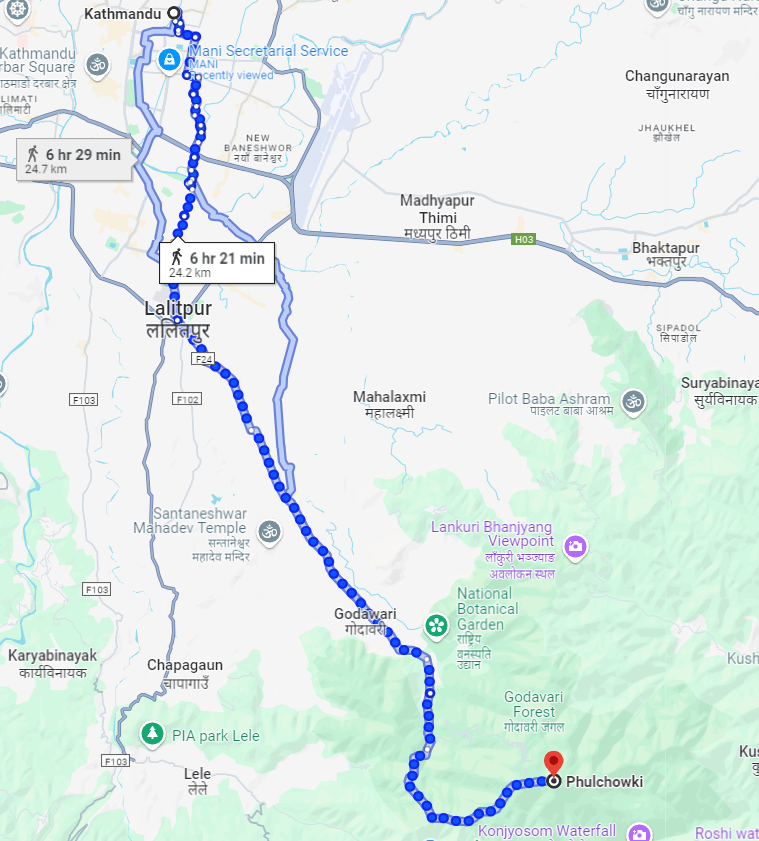 Kathmandu
चाँगु नारायण मन्दिर
Kathmandu
rbar Square
ाठमाडौं दरबार क्षेत्र
Mani Secretarial Service
MANI
Recently viewed
Changunarayan
चाँगुनारायण
LIMATI
JHAUKHEL
झौखेल
NEW
BANESHWOR
नयाँ बानेश्वर
6 hr 29 min
24.7 km
Madhyapur
Thimi
मध्यपुर ठिमी
H03
Bhaktapur
भक्तपुर
6 hr 21 min
24.2 km
Lalitpur
ललितपुर
SIPADOL
सिपाडोल
F24
F103
F102
Mahalaxmi
महालक्ष्मी
Pilot Baba Ashram
पाइलट बाबा आश्रम
Suryabinaya
सुर्यविनायक
Santaneshwar
Mahadev Temple
सन्तानेश्वर
महादेव मन्दिर
Lankuri Bhanjyang
Viewpoint
लाँकुरी भञ्ज्याङ
अवलोकन स्थल
F103
National
Botanical
Garden
राष्ट्रिय
वनस्पति
उद्यान
Godawari
गोदावरी
Karyabinayak
कार्यविनायक
Chapagaun
चापागाउँ
Kush
Godavari
Forest
गोदावरी जंगल
PIA park Lele
F103
Lele
लेले
Phulchowki
Kus
Konjyosom Waterfall
Roshi wat